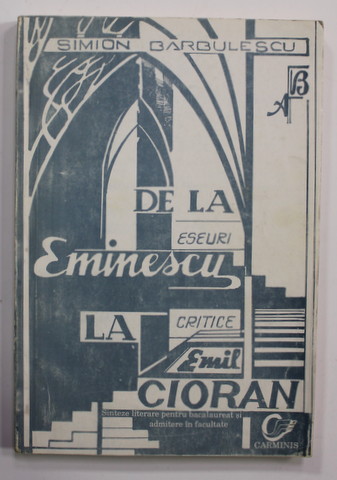 SIMION BARBULESCU
AB
DE LA
ESEURI
Eminescu
LA
CRITICE
Emil
CIORAN
Sinteze literare pentru bacalaureat și
admitere în facultate
CARMINIS